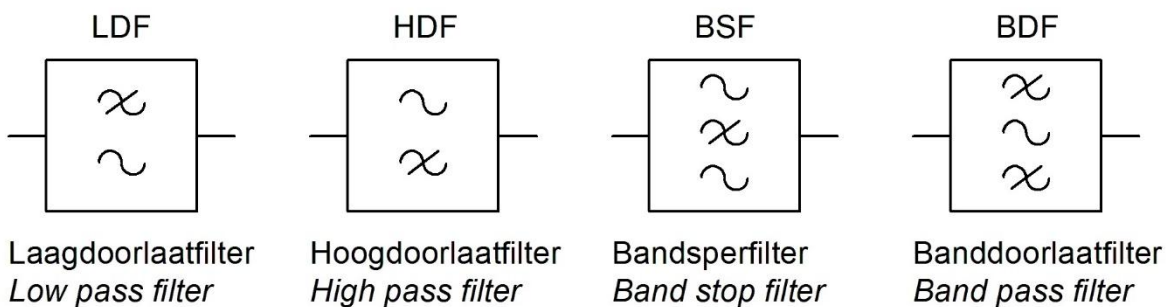 LDF
HDF
BSF
BDF
Laagdoorlaatfilter
Low pass filter
Hoogdoorlaatfilter
High pass filter
Bandsperfilter
Band stop filter
Banddoorlaatfilter
Band pass filter